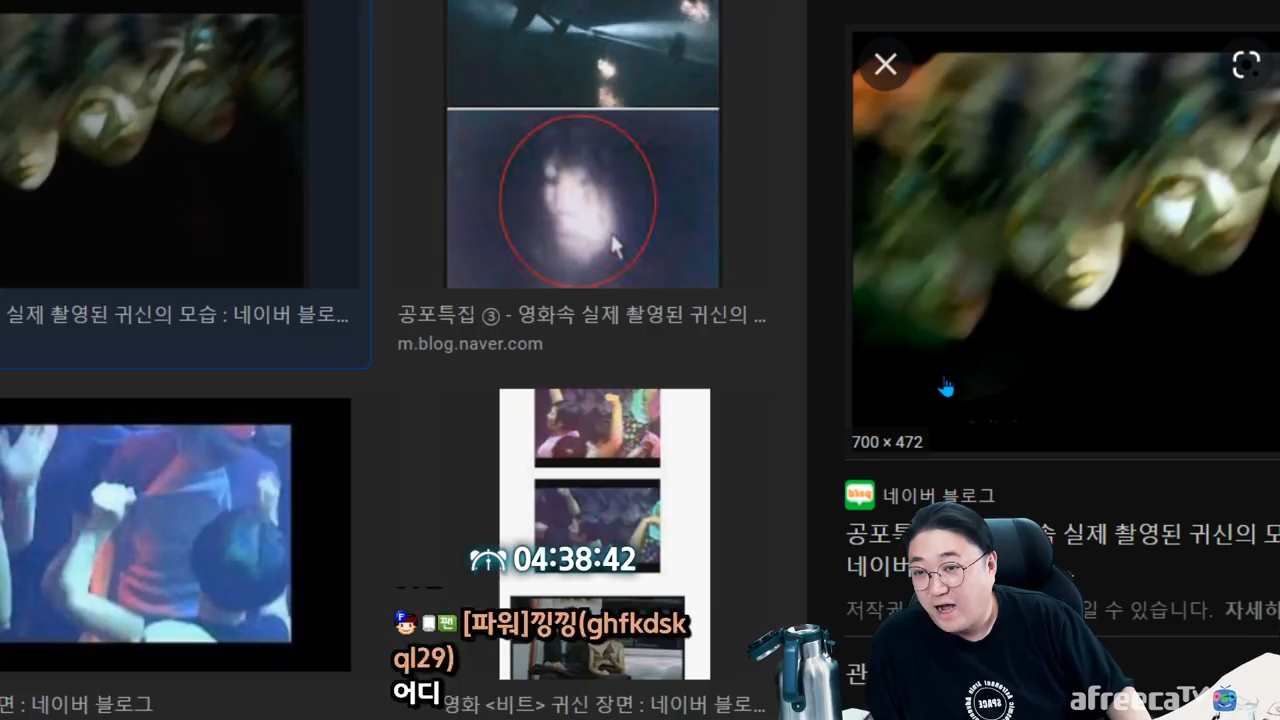 실제 촬영된 귀신의 모습 : 네이버 블로...
공포특집 ③ - 영화속 실제 촬영된 귀신의 ...
m.blog.naver.com
700 × 472
blog
네이버 블로그
공포 속 실제 촬영된 귀신의 모
네이버
저작권 일 수 있습니다. 자세히
관
04:38:42
[파워]낑낑(ghfkdsk
ql29)
어디
면 : 네이버 블로그
영화 <비트> 귀신 장면 : 네이버 블로...
SPACE
afreecaTV